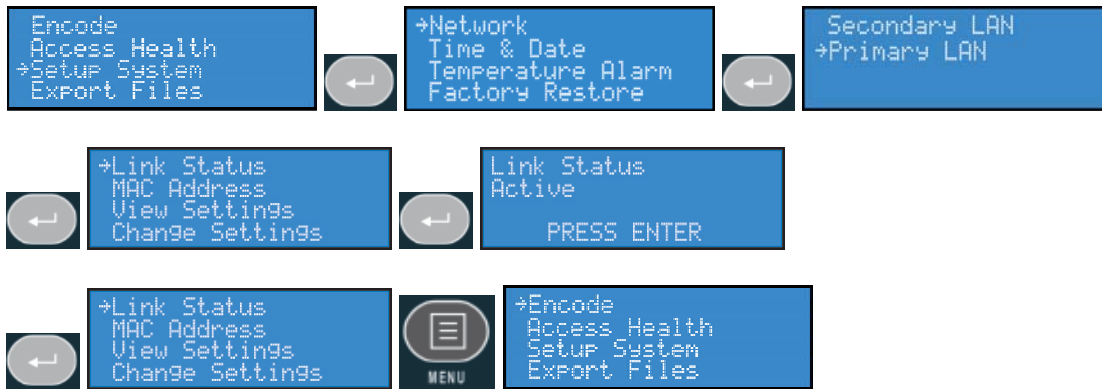 Encode
Access Health
→Setup System
Export Files
→Network
Time & Date
Temperature Alarm
Factory Restore
Secondary LAN
→Primary LAN
→Link Status
MAC Address
View Settings
Change Settings
Link Status
Active
PRESS ENTER
→Link Status
MAC Address
View Settings
Change Settings
MENU
→Encode
Access Health
Setup System
Export Files